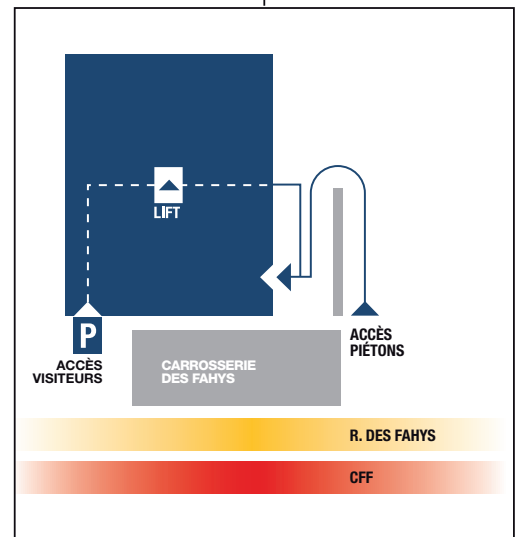 LIFT
P
ACCÈS
VISITEURS
CARROSSERIE
DES FAHYS
ACCÈS
PIÉTONS
R. DES FAHYS
CFF